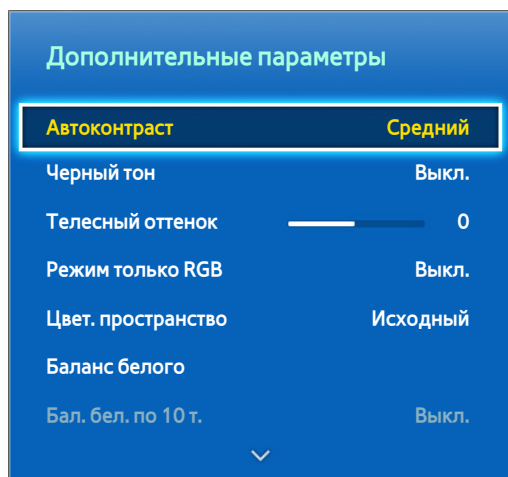 Дополнительные параметры
Автоконтраст Средний
Черный тон Выкл.
Телесный оттенок 0
Режим только RGB Выкл.
Цвет. пространство Исходный
Баланс белого
Бал. бел. по 10 т. Выкл.